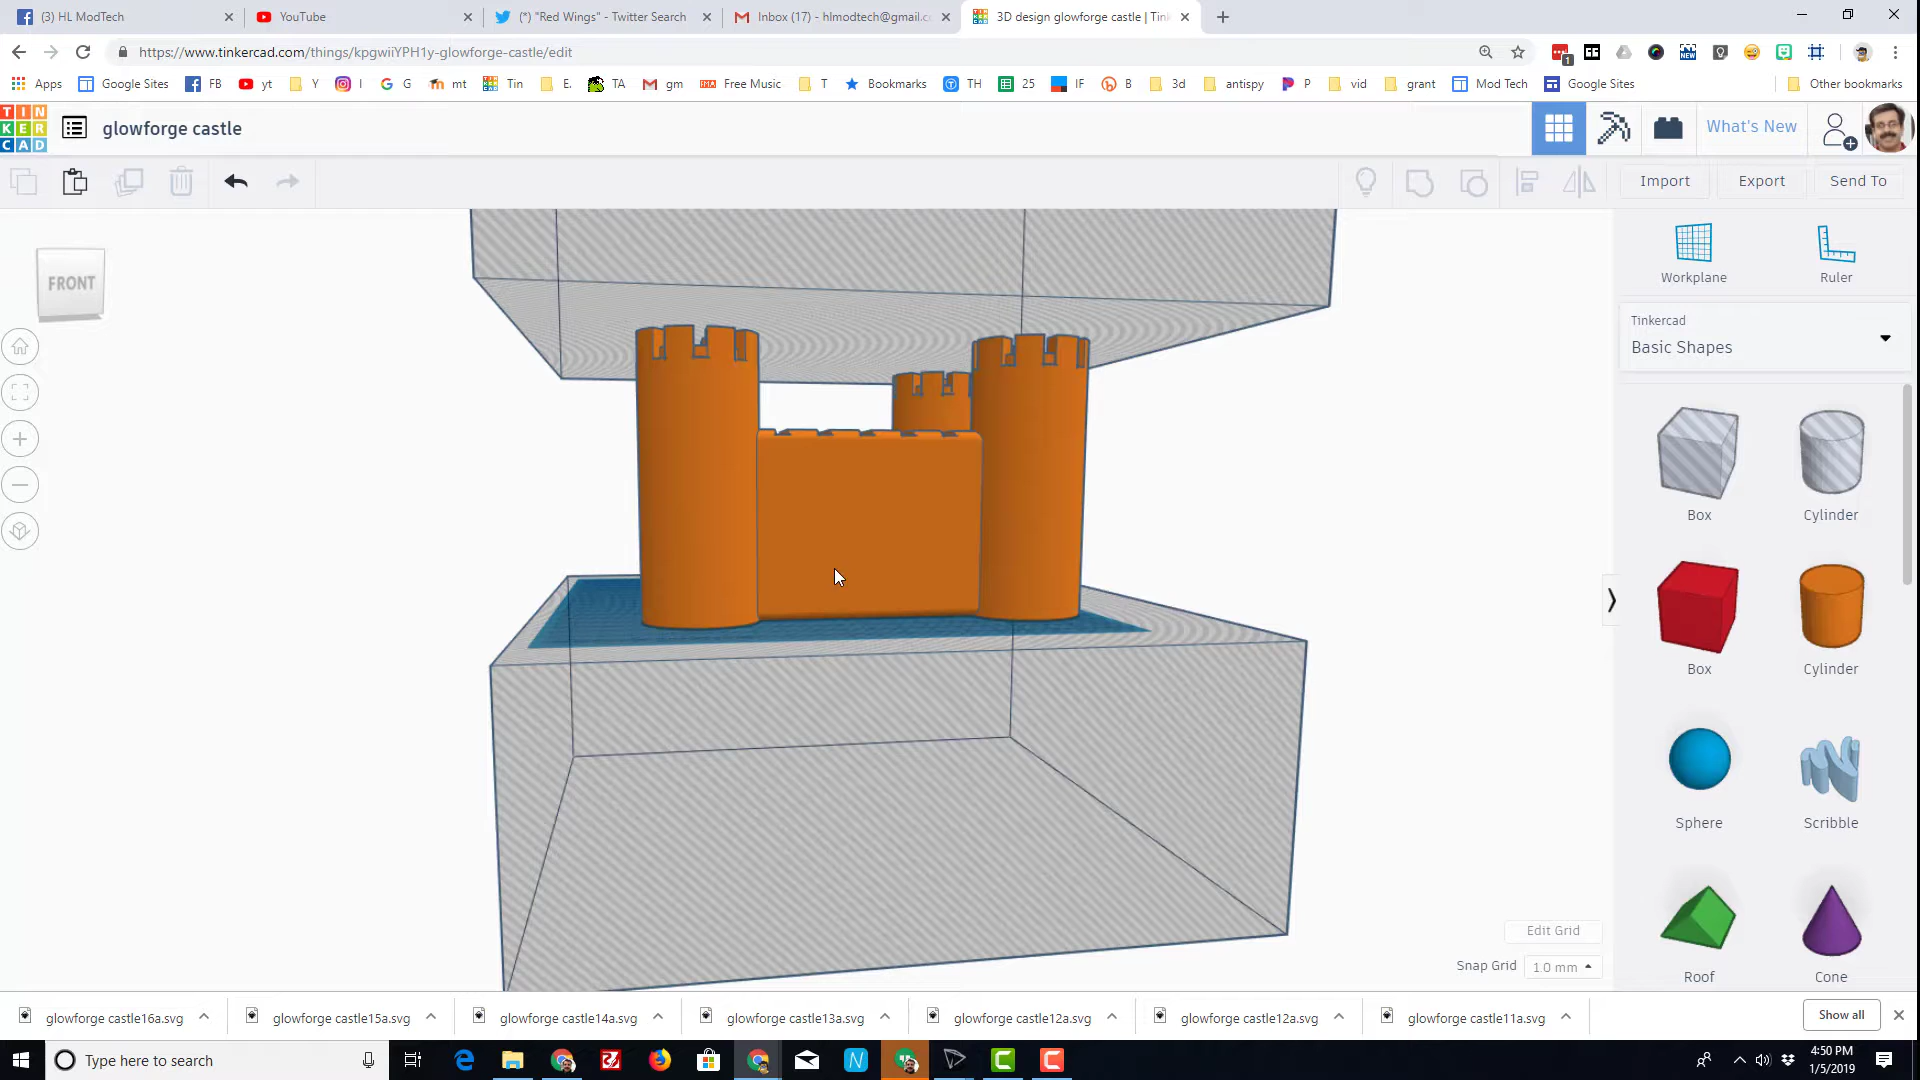 (3) HL ModTech
YouTube
(*) "Red Wings" - Twitter Search
Inbox (17) - hlmodtech@gmail.c
3D design glowforge castle | Tink
https://www.tinkercad.com/things/kpgwiiYPH1y-glowforge-castle/edit
1
NEW
Apps
Google Sites
FB
yt
Y
I
G
mt
Tin
E.
TA
gm
Free Music
T
Bookmarks
TH
25
IF
B
3d
antispy
P
vid
grant
Mod Tech
Google Sites
Other bookmarks
TIN
KER
CAD
glowforge castle
What's New
Import
Export
Send To
FRONT
Workplane
Ruler
Tinkercad
Basic Shapes
Box
Cylinder
Box
Cylinder
Sphere
Scribble
Roof
Cone
Edit Grid
Snap Grid
1.0 mm
glowforge castle16a.svg
glowforge castle15a.svg
glowforge castle14a.svg
glowforge castle13a.svg
glowforge castle12a.svg
glowforge castle12a.svg
glowforge castle11a.svg
Show all
Type here to search
4:50 PM
1/5/2019